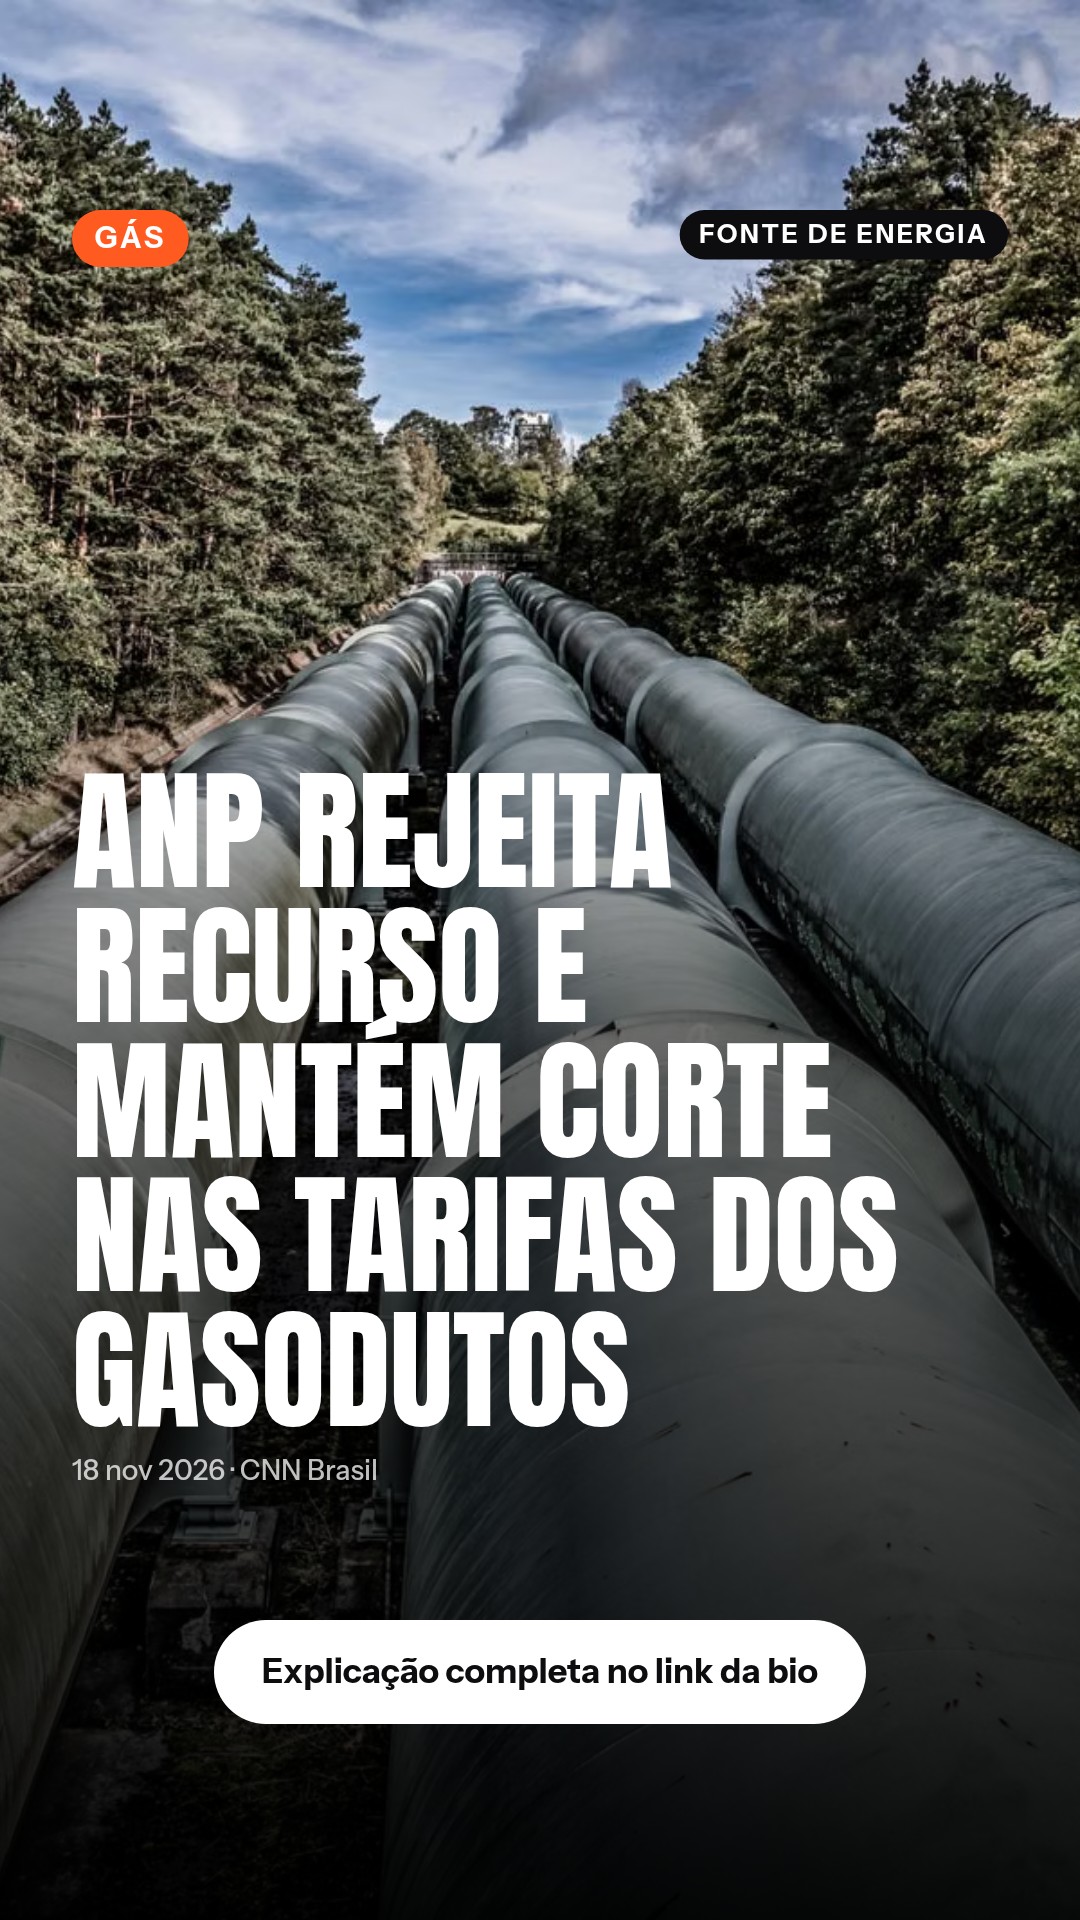 GÁS
FONTE DE ENERGIA
ANP REJEITA
RECURSO E
MANTÉM CORTE
NAS TARIFAS DOS
GASODUTOS
18 nov 2026 · CNN Brasil
Explicação completa no link da bio